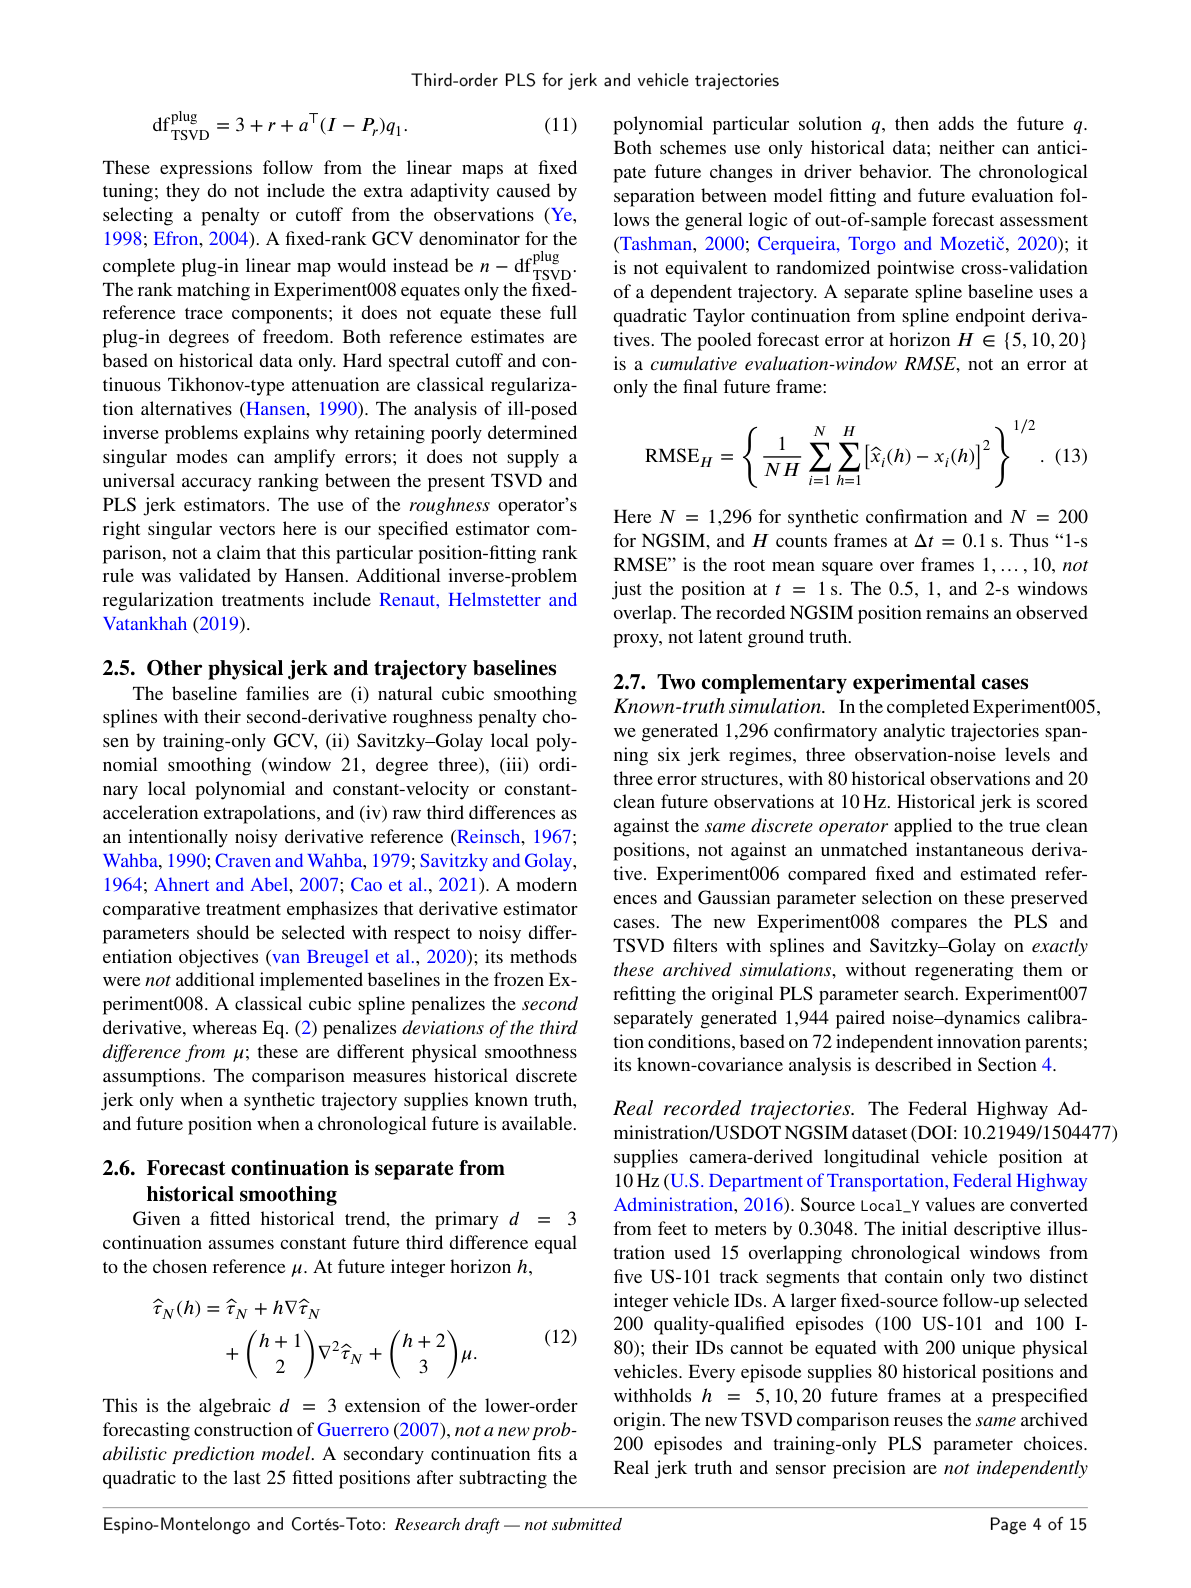 Third-order PLS for jerk and vehicle trajectories
df^{plug}_{TSVD} = 3 + r + a^⊤(I − P_r)q_1. (11)
These expressions follow from the linear maps at fixed
tuning; they do not include the extra adaptivity caused by
selecting a penalty or cutoff from the observations (Ye,
1998; Efron, 2004). A fixed-rank GCV denominator for the
complete plug-in linear map would instead be n − df^{plug}_{TSVD}.
The rank matching in Experiment008 equates only the fixed-
reference trace components; it does not equate these full
plug-in degrees of freedom. Both reference estimates are
based on historical data only. Hard spectral cutoff and con-
tinuous Tikhonov-type attenuation are classical regulariza-
tion alternatives (Hansen, 1990). The analysis of ill-posed
inverse problems explains why retaining poorly determined
singular modes can amplify errors; it does not supply a
universal accuracy ranking between the present TSVD and
PLS jerk estimators. The use of the roughness operator's
right singular vectors here is our specified estimator com-
parison, not a claim that this particular position-fitting rank
rule was validated by Hansen. Additional inverse-problem
regularization treatments include Renaut, Helmstetter and
Vatankhah (2019).
2.5. Other physical jerk and trajectory baselines
The baseline families are (i) natural cubic smoothing
splines with their second-derivative roughness penalty cho-
sen by training-only GCV, (ii) Savitzky–Golay local poly-
nomial smoothing (window 21, degree three), (iii) ordi-
nary local polynomial and constant-velocity or constant-
acceleration extrapolations, and (iv) raw third differences as
an intentionally noisy derivative reference (Reinsch, 1967;
Wahba, 1990; Craven and Wahba, 1979; Savitzky and Golay,
1964; Ahnert and Abel, 2007; Cao et al., 2021). A modern
comparative treatment emphasizes that derivative estimator
parameters should be selected with respect to noisy differ-
entiation objectives (van Breugel et al., 2020); its methods
were not additional implemented baselines in the frozen Ex-
periment008. A classical cubic spline penalizes the second
derivative, whereas Eq. (2) penalizes deviations of the third
difference from μ; these are different physical smoothness
assumptions. The comparison measures historical discrete
jerk only when a synthetic trajectory supplies known truth,
and future position when a chronological future is available.
2.6. Forecast continuation is separate from
historical smoothing
Given a fitted historical trend, the primary d = 3
continuation assumes constant future third difference equal
to the chosen reference μ. At future integer horizon h,
τ̂_N(h) = τ̂_N + h∇τ̂_N
+ (h + 1 2)∇²τ̂_N + (h + 2 3)μ. (12)
This is the algebraic d = 3 extension of the lower-order
forecasting construction of Guerrero (2007), not a new prob-
abilistic prediction model. A secondary continuation fits a
quadratic to the last 25 fitted positions after subtracting the
polynomial particular solution q, then adds the future q.
Both schemes use only historical data; neither can antici-
pate future changes in driver behavior. The chronological
separation between model fitting and future evaluation fol-
lows the general logic of out-of-sample forecast assessment
(Tashman, 2000; Cerqueira, Torgo and Mozetič, 2020); it
is not equivalent to randomized pointwise cross-validation
of a dependent trajectory. A separate spline baseline uses a
quadratic Taylor continuation from spline endpoint deriva-
tives. The pooled forecast error at horizon H ∈ {5, 10, 20}
is a cumulative evaluation-window RMSE, not an error at
only the final future frame:
RMSE_H = { 1/(N H) ∑_{i=1}^{N} ∑_{h=1}^{H} [x̂_i(h) − x_i(h)]² }^{1/2}. (13)
Here N = 1,296 for synthetic confirmation and N = 200
for NGSIM, and H counts frames at Δt = 0.1 s. Thus “1-s
RMSE” is the root mean square over frames 1, … , 10, not
just the position at t = 1 s. The 0.5, 1, and 2-s windows
overlap. The recorded NGSIM position remains an observed
proxy, not latent ground truth.
2.7. Two complementary experimental cases
Known-truth simulation. In the completed Experiment005,
we generated 1,296 confirmatory analytic trajectories span-
ning six jerk regimes, three observation-noise levels and
three error structures, with 80 historical observations and 20
clean future observations at 10 Hz. Historical jerk is scored
against the same discrete operator applied to the true clean
positions, not against an unmatched instantaneous deriva-
tive. Experiment006 compared fixed and estimated refer-
ences and Gaussian parameter selection on these preserved
cases. The new Experiment008 compares the PLS and
TSVD filters with splines and Savitzky–Golay on exactly
these archived simulations, without regenerating them or
refitting the original PLS parameter search. Experiment007
separately generated 1,944 paired noise–dynamics calibra-
tion conditions, based on 72 independent innovation parents;
its known-covariance analysis is described in Section 4.
Real recorded trajectories. The Federal Highway Ad-
ministration/USDOT NGSIM dataset (DOI: 10.21949/1504477)
supplies camera-derived longitudinal vehicle position at
10 Hz (U.S. Department of Transportation, Federal Highway
Administration, 2016). Source Local_Y values are converted
from feet to meters by 0.3048. The initial descriptive illus-
tration used 15 overlapping chronological windows from
five US-101 track segments that contain only two distinct
integer vehicle IDs. A larger fixed-source follow-up selected
200 quality-qualified episodes (100 US-101 and 100 I-
80); their IDs cannot be equated with 200 unique physical
vehicles. Every episode supplies 80 historical positions and
withholds h = 5, 10, 20 future frames at a prespecified
origin. The new TSVD comparison reuses the same archived
200 episodes and training-only PLS parameter choices.
Real jerk truth and sensor precision are not independently
Espino-Montelongo and Cortés-Toto: Research draft — not submitted
Page 4 of 15